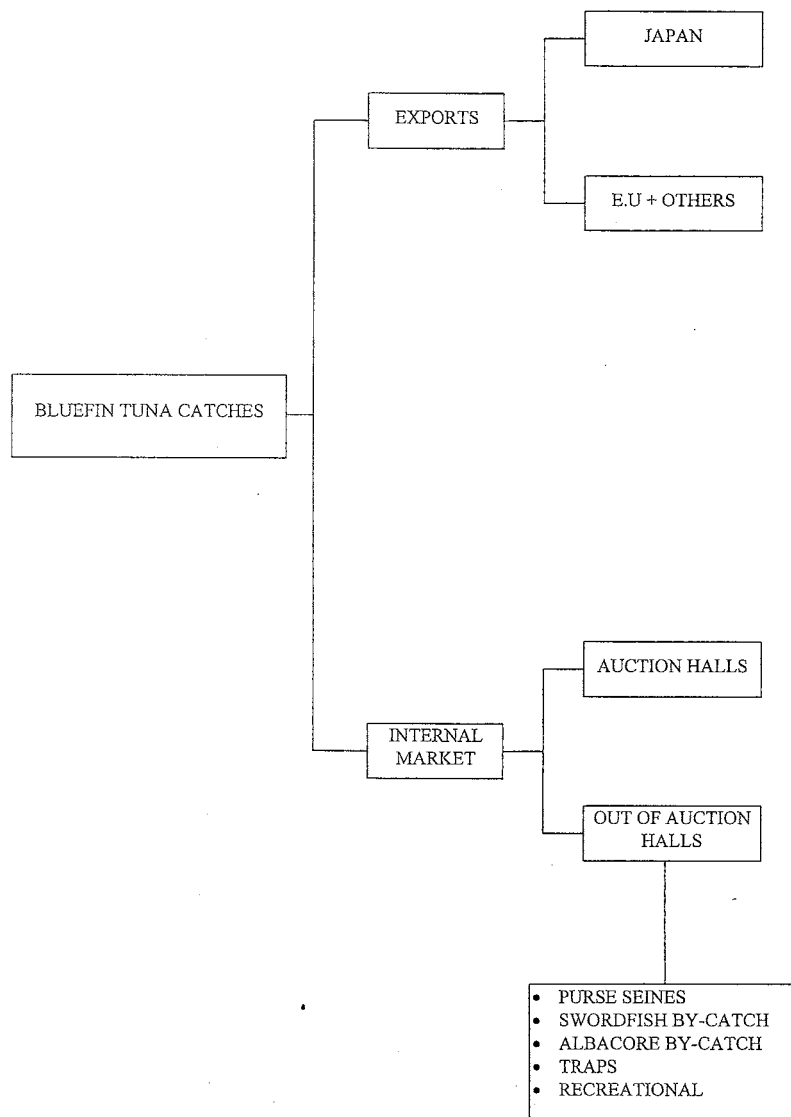 JAPAN
EXPORTS
E.U + OTHERS
BLUEFIN TUNA CATCHES
AUCTION HALLS
INTERNAL
MARKET
OUT OF AUCTION
HALLS
• PURSE SEINES
• SWORDFISH BY-CATCH
• ALBACORE BY-CATCH
• TRAPS
• RECREATIONAL